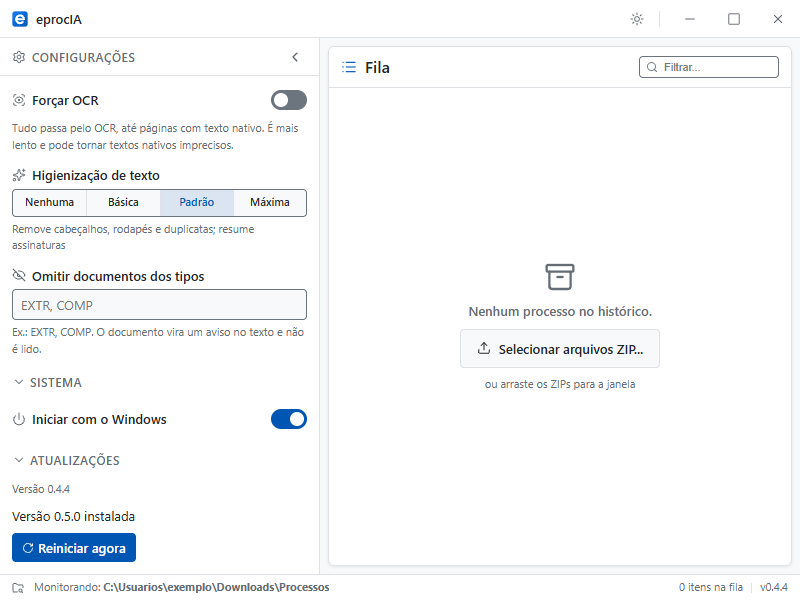 eprocIA
CONFIGURAÇÕES
Forçar OCR
Tudo passa pelo OCR, até páginas com texto nativo. É mais
lento e pode tornar textos nativos imprecisos.
Higienização de texto
Nenhuma Básica Padrão Máxima
Remove cabeçalhos, rodapés e duplicatas; resume
assinaturas
Omitir documentos dos tipos
EXTR, COMP
Ex.: EXTR, COMP. O documento vira um aviso no texto e não
é lido.
SISTEMA
Iniciar com o Windows
ATUALIZAÇÕES
Versão 0.4.4
Versão 0.5.0 instalada
Reiniciar agora
Fila
Filtrar...
Nenhum processo no histórico.
Selecionar arquivos ZIP...
ou arraste os ZIPs para a janela
Monitorando: C:\Usuarios\exemplo\Downloads\Processos
0 itens na fila v0.4.4